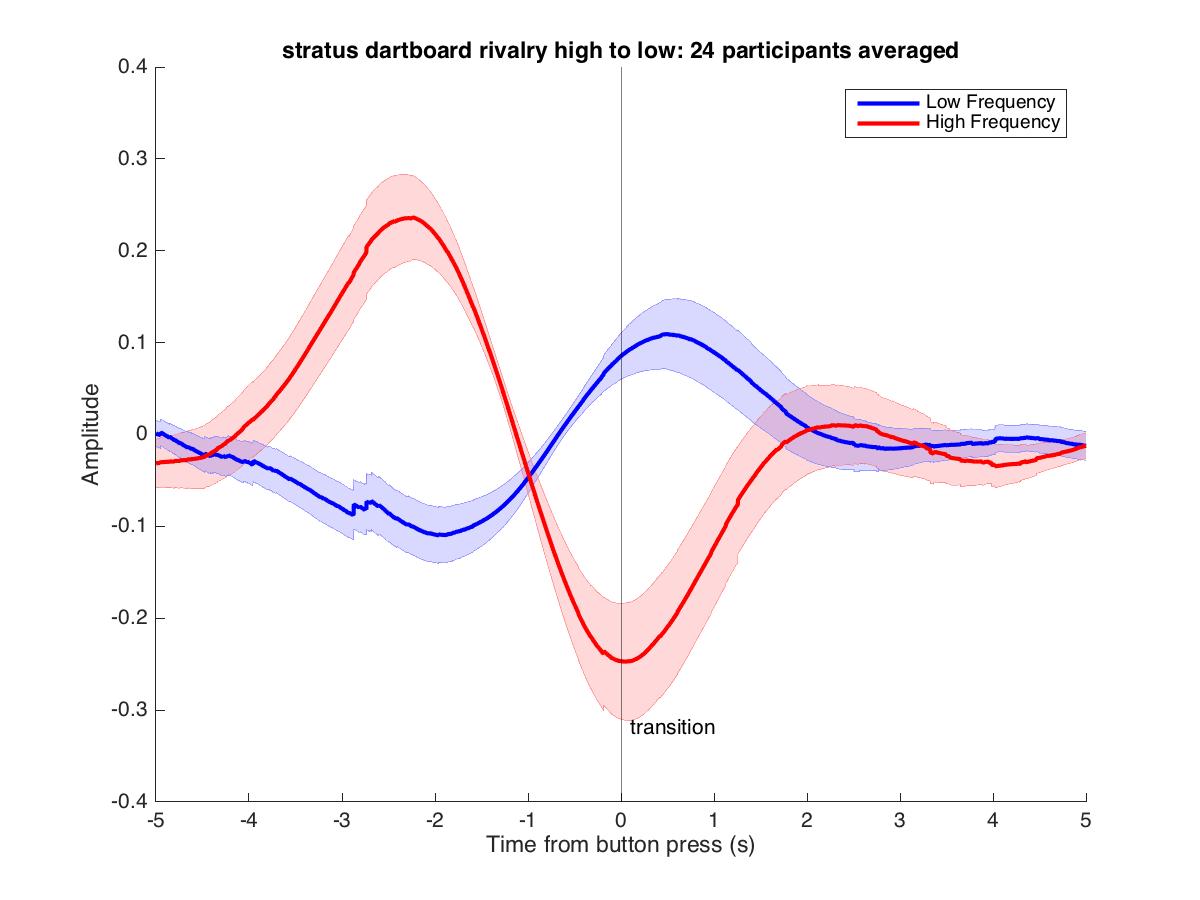 stratus dartboard rivalry high to low: 24 participants averaged
Low Frequency
High Frequency
0.4
0.3
0.2
0.1
0
-0.1
-0.2
-0.3
-0.4
Amplitude
transition
-5 -4 -3 -2 -1 0 1 2 3 4 5
Time from button press (s)